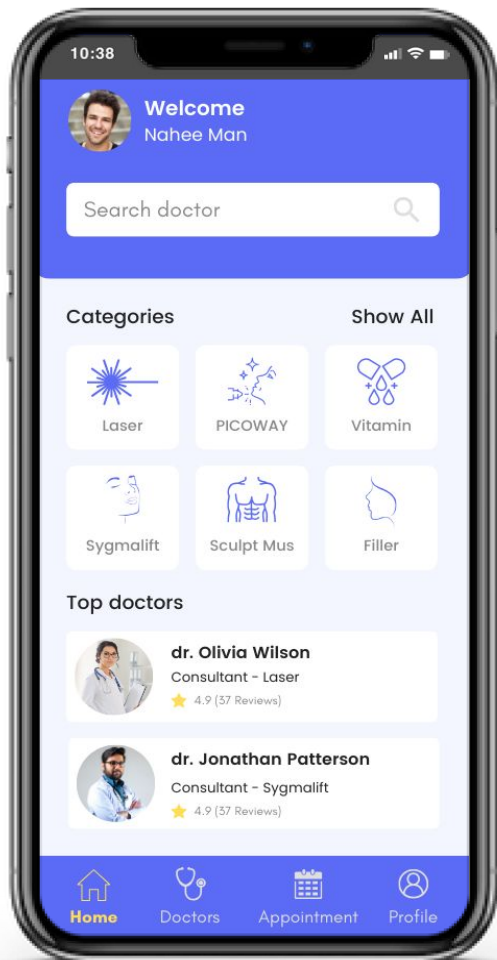 10:38
Welcome
Nahee Man
Search doctor
Categories
Show All
Laser
PICOWAY
Vitamin
Sygmalift
Sculpt Mus
Filler
Top doctors
dr. Olivia Wilson
Consultant - Laser
4.9 (37 Reviews)
dr. Jonathan Patterson
Consultant - Sygmalift
4.9 (37 Reviews)
Home
Doctors
Appointment
Profile